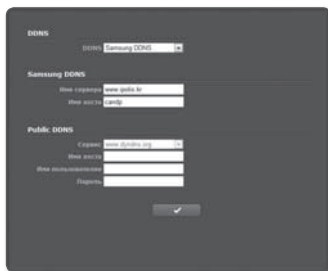 DDNS
DDNS Samsung DDNS
Samsung DDNS
Имя сервера www.ipolis.kr
Имя хоста camdp
Public DDNS
Сервис www.dyndns.org
Имя хоста
Имя пользователя
Пароль